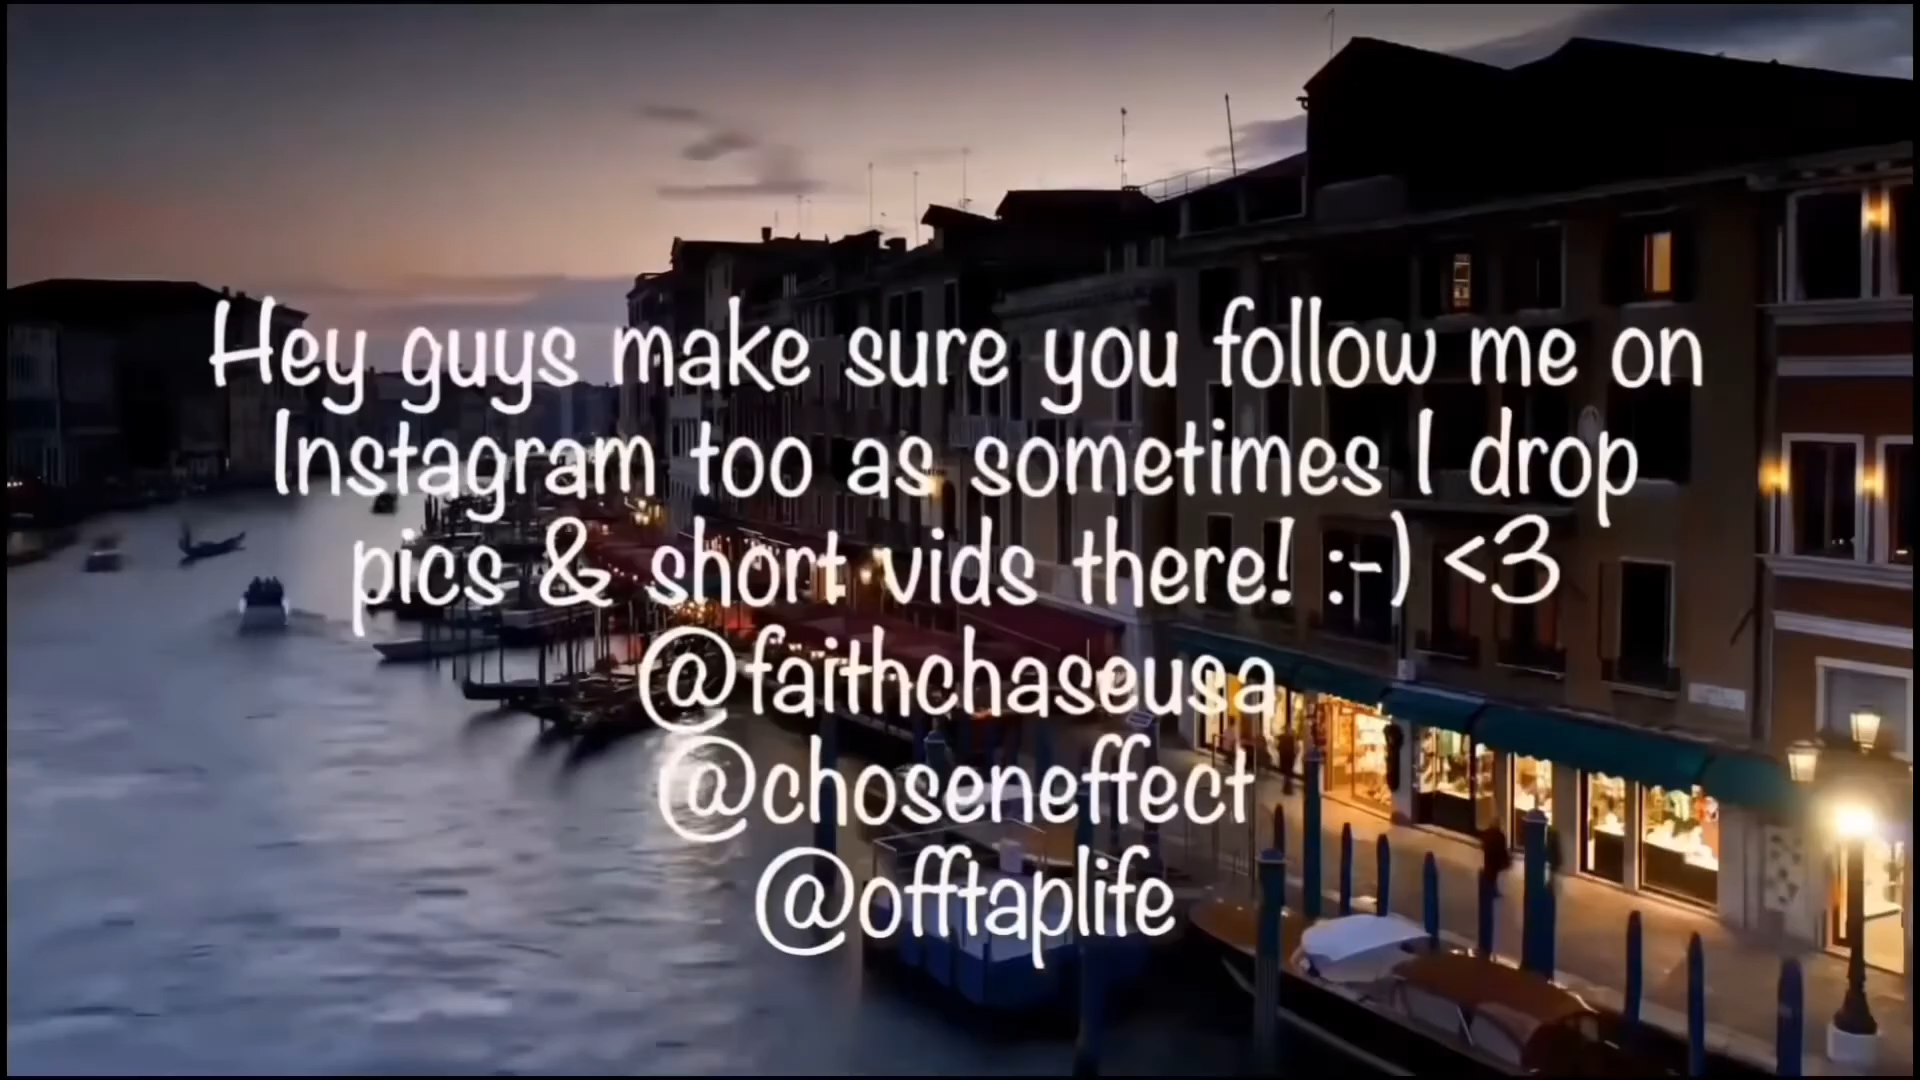 Hey guys make sure you follow me on
Instagram too as sometimes I drop
pics & short vids there! :-) <3
@faithchaseusa
@choseneffect
@offtaplife